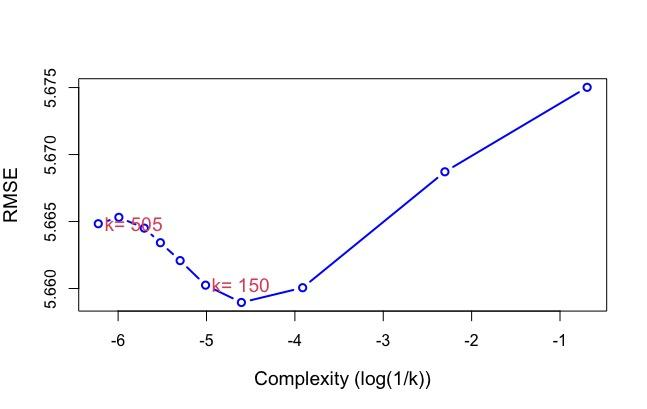 5.675
5.670
5.665
5.660
RMSE
k= 505
k= 150
-6 -5 -4 -3 -2 -1
Complexity (log(1/k))